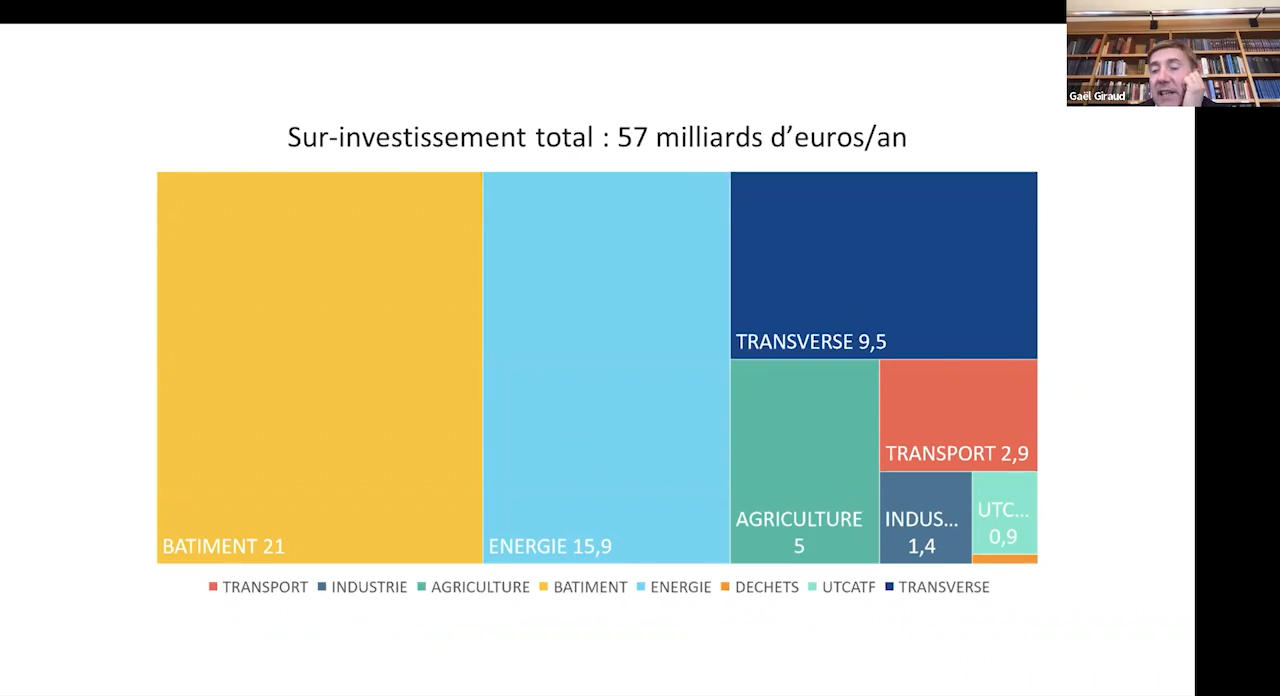 Gaël Giraud
Sur-investissement total : 57 milliards d’euros/an
TRANSVERSE 9,5
TRANSPORT 2,9
BATIMENT 21
ENERGIE 15,9
AGRICULTURE
5
INDUS...
1,4
UTC...
0,9
TRANSPORT INDUSTRIE AGRICULTURE BATIMENT ENERGIE DECHETS UTCATF TRANSVERSE